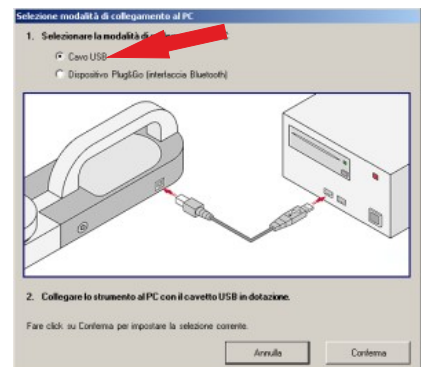 Selezione modalità di collegamento al PC
1. Selezionare la modalità di
Cavo USB
Dispositivo Plug&Go (interfaccia Bluetooth)
2. Collegare lo strumento al PC con il cavetto USB in dotazione.
Fare click su Conferma per impostare la selezione corrente.
Annulla
Conferma